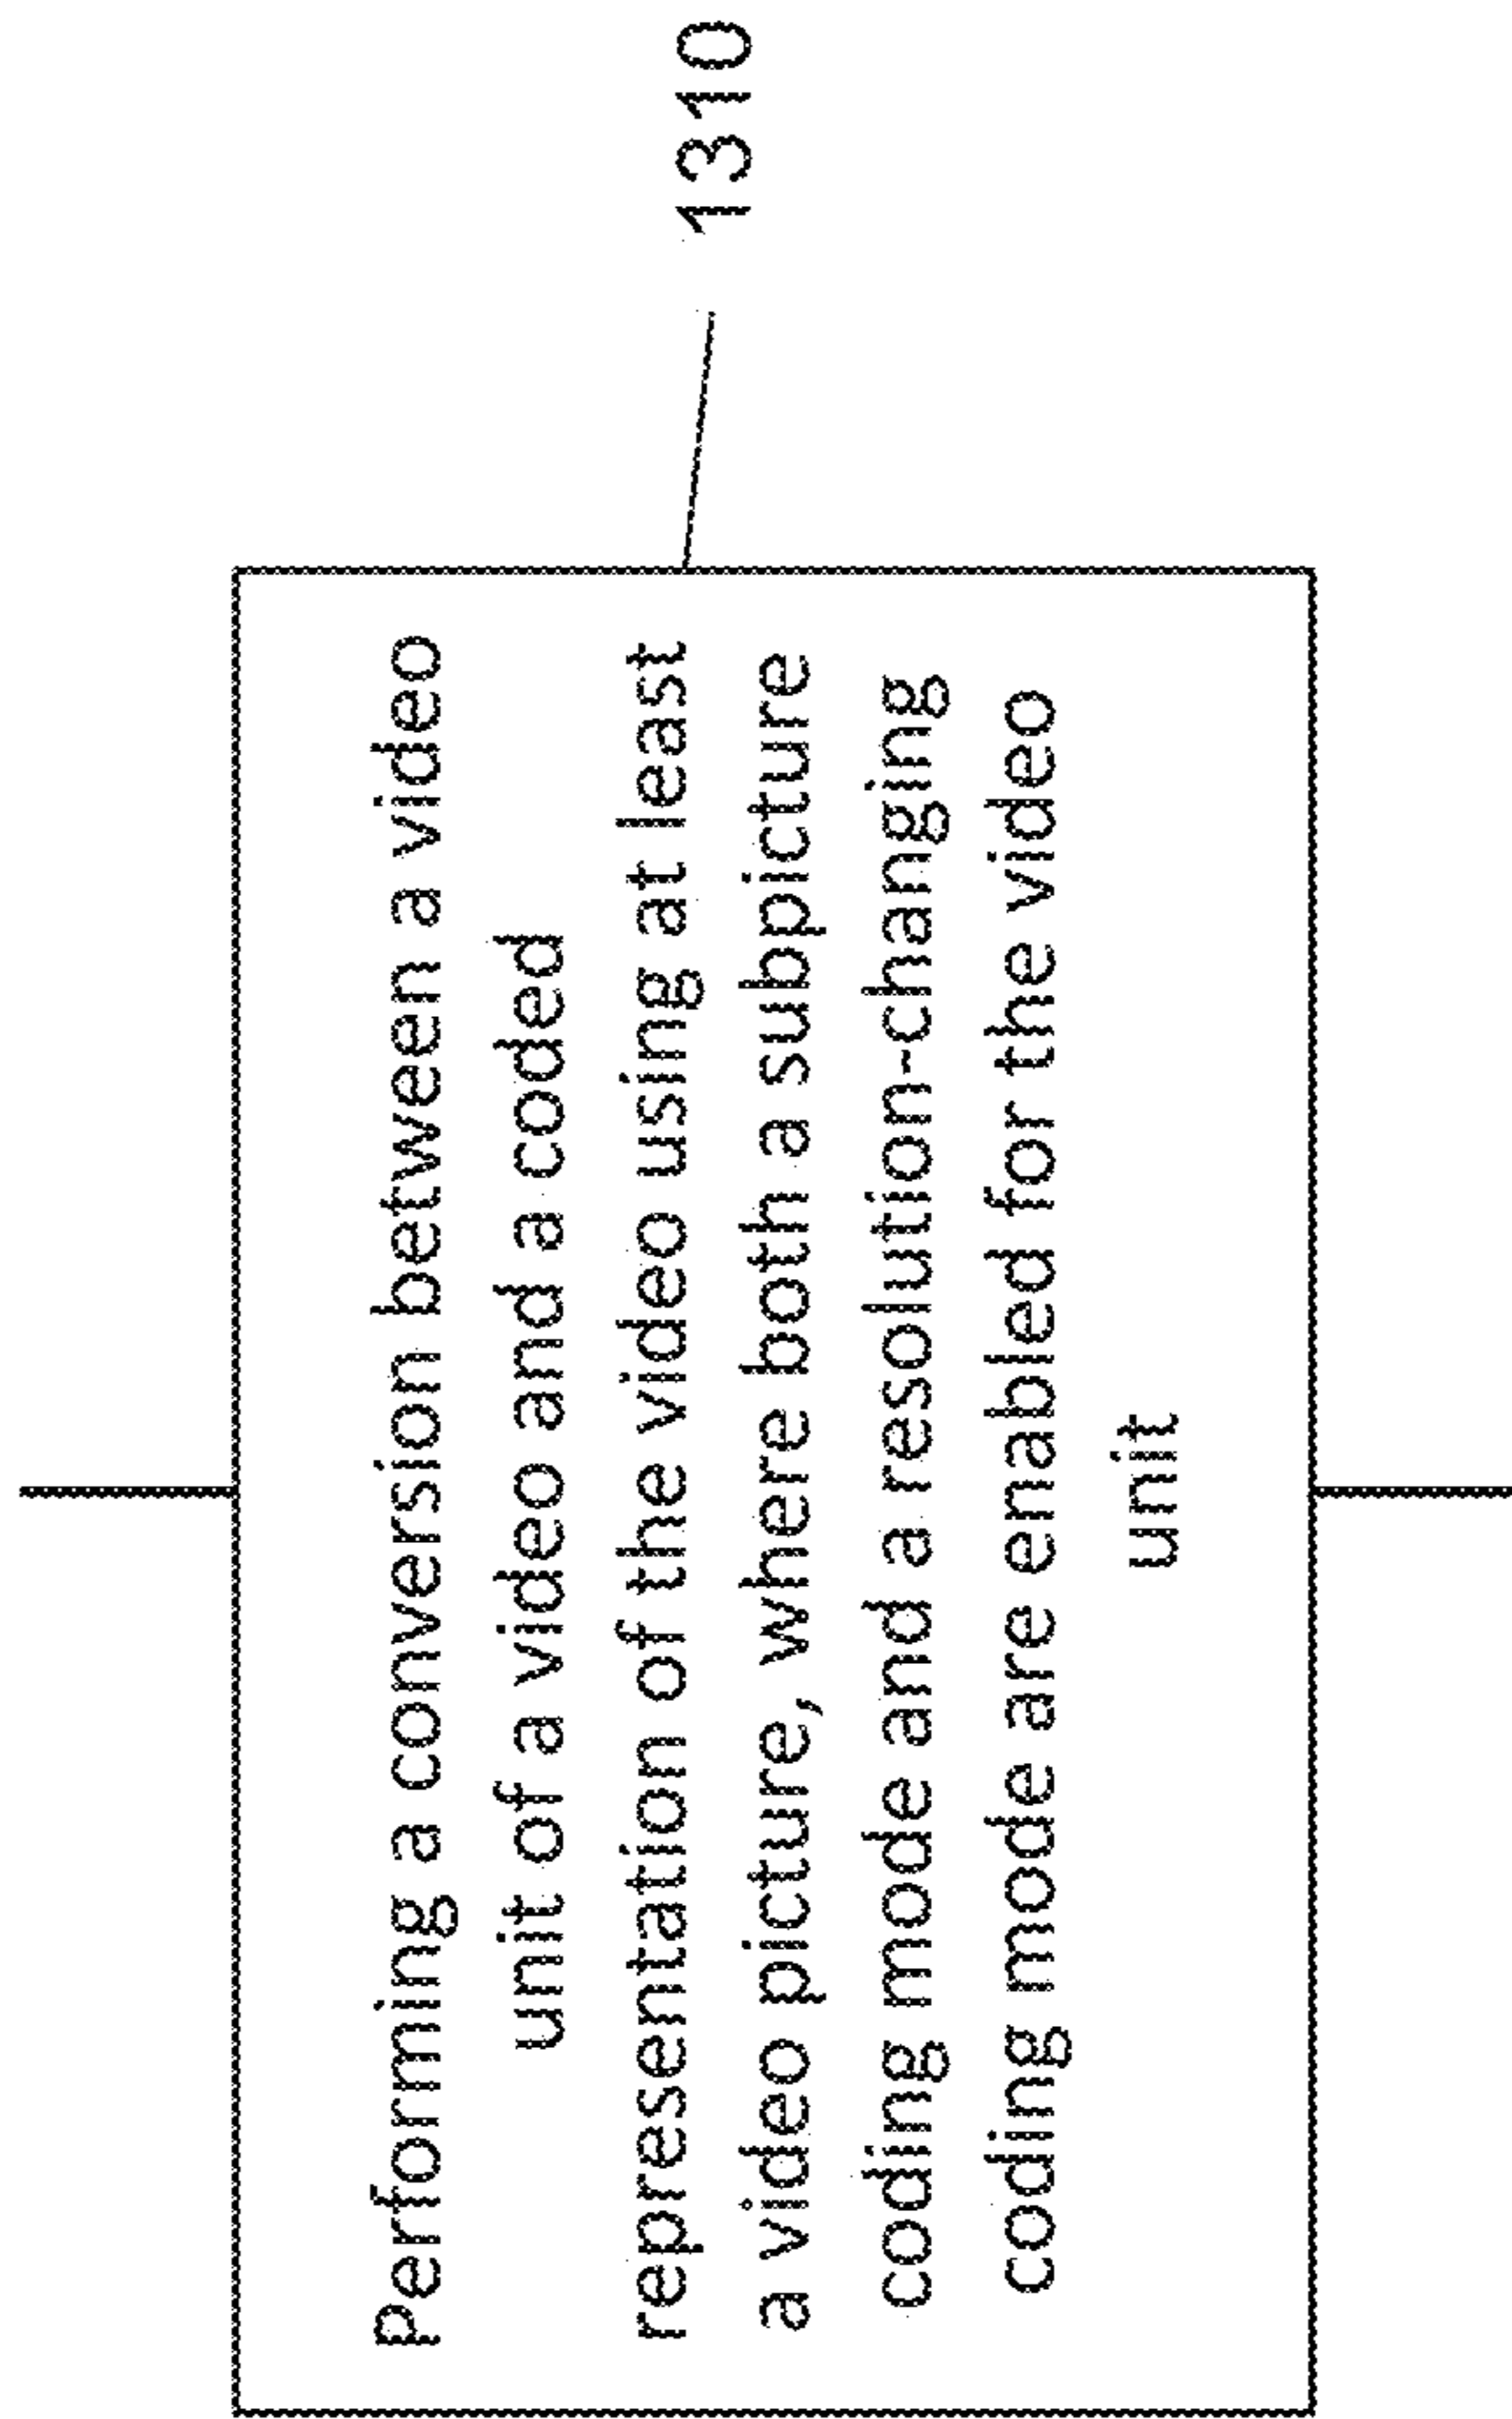 Performing a conversion between a video
unit of a video and a coded
representation of the video using at least
a video picture, where both a subpicture
coding mode and a resolution-changing
coding mode are enabled for the video
unit
1310